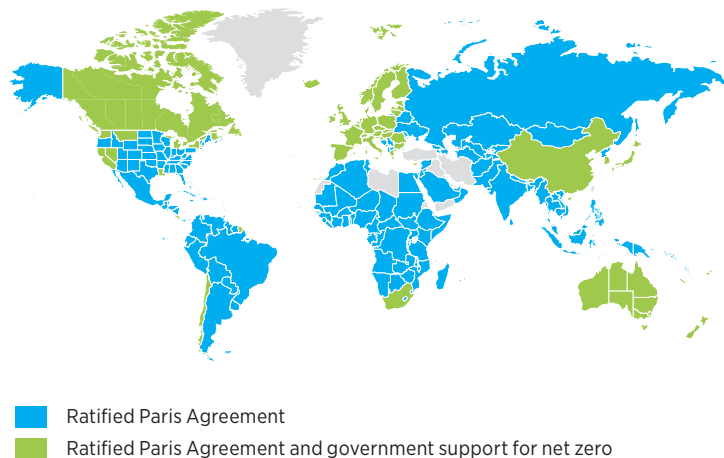 Ratified Paris Agreement
Ratified Paris Agreement and government support for net zero